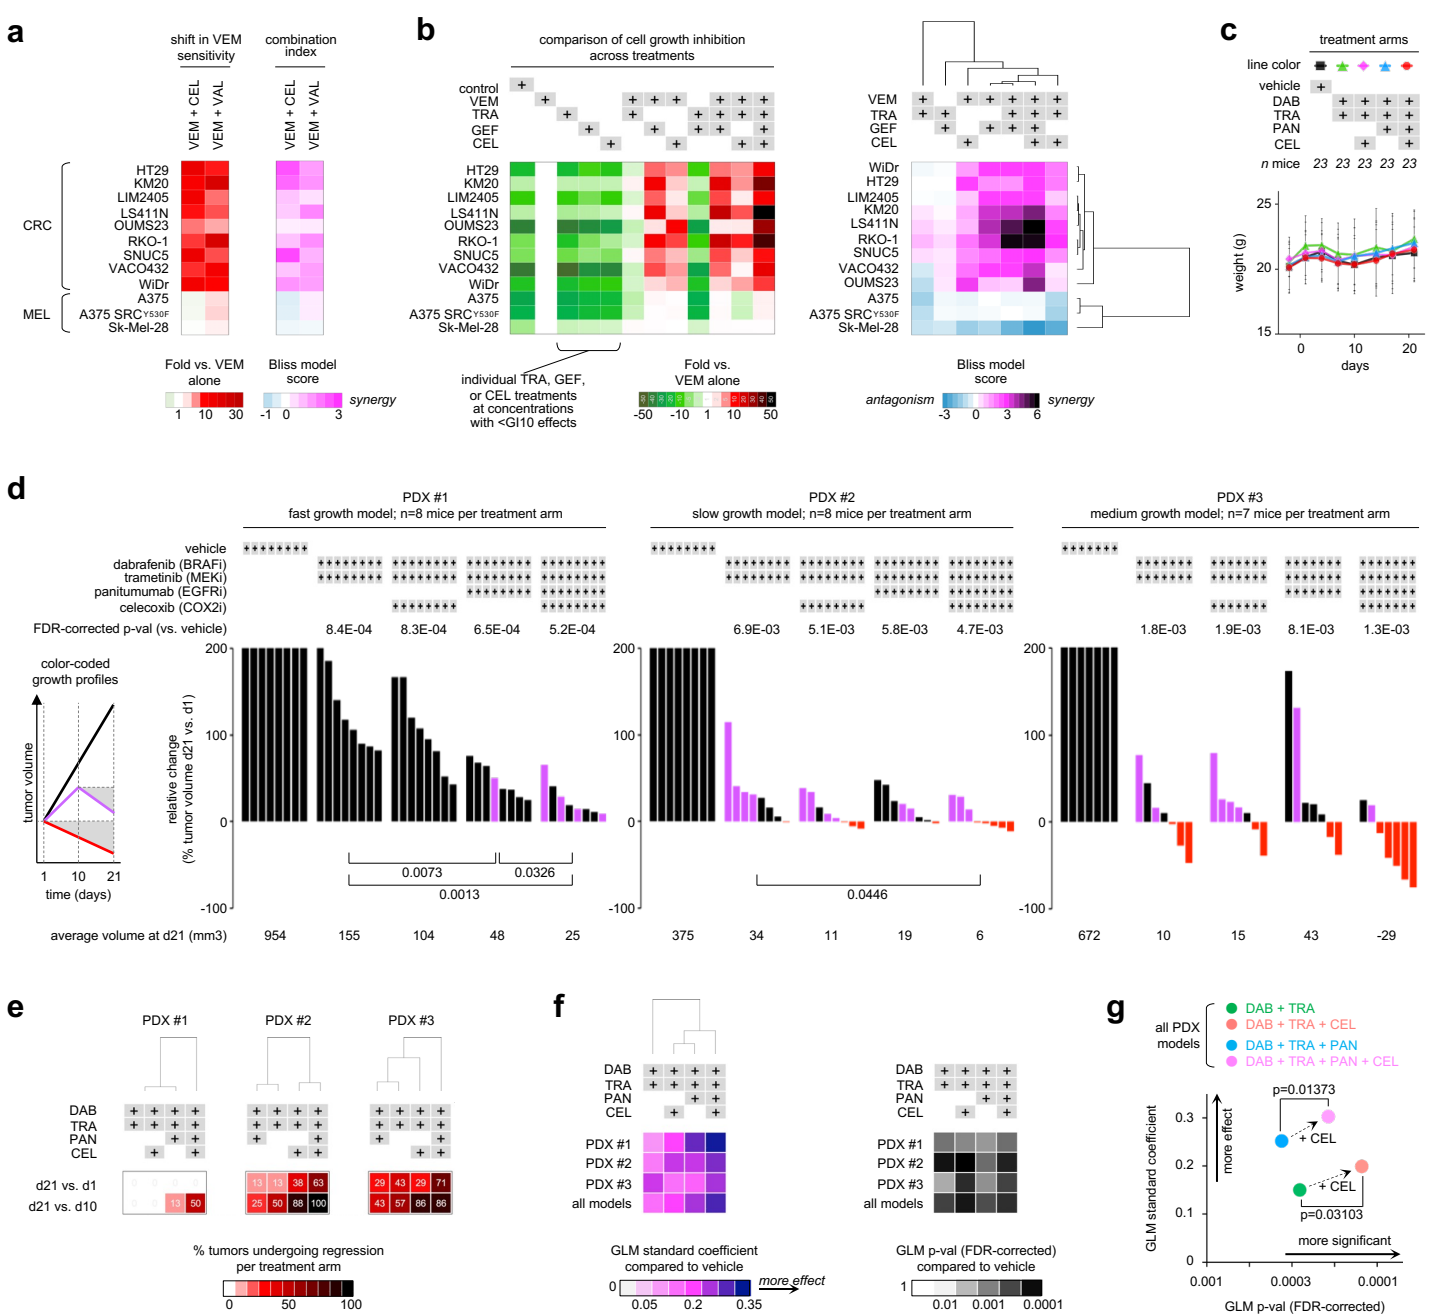 a
shift in VEM
sensitivity
combination
index
VEM + CEL
VEM + VAL
VEM + CEL
VEM + VAL
CRC
MEL
HT29
KM20
LIM2405
LS411N
OUMS23
RKO-1
SNUC5
VACO432
WiDr
A375
A375 SRCY530F
Sk-Mel-28
Fold vs. VEM
alone
1 10 30
Bliss model
score
-1 0 3
synergy
b
comparison of cell growth inhibition
across treatments
control
VEM
TRA
GEF
CEL
HT29
KM20
LIM2405
LS411N
OUMS23
RKO-1
SNUC5
VACO432
WiDr
A375
A375 SRCY530F
Sk-Mel-28
individual TRA, GEF,
or CEL treatments
at concentrations
with <GI10 effects
Fold vs.
VEM alone
-50 -10 1 10 50
VEM
TRA
GEF
CEL
WiDr
HT29
LIM2405
KM20
LS411N
RKO-1
SNUC5
VACO432
OUMS23
A375
A375 SRCY530F
Sk-Mel-28
Bliss model
score
antagonism
-3 0 3 6
synergy
c
treatment arms
line color
vehicle +
DAB + + + +
TRA + + + +
PAN + +
CEL + +
n mice 23 23 23 23 23
weight (g)
25
20
15
0 10 20
days
d
PDX #1
fast growth model; n=8 mice per treatment arm
PDX #2
slow growth model; n=8 mice per treatment arm
PDX #3
medium growth model; n=7 mice per treatment arm
vehicle
dabrafenib (BRAFi)
trametinib (MEKi)
panitumumab (EGFRi)
celecoxib (COX2i)
FDR-corrected p-val (vs. vehicle)
8.4E-04 8.3E-04 6.5E-04 5.2E-04
6.9E-03 5.1E-03 5.8E-03 4.7E-03
1.8E-03 1.9E-03 8.1E-03 1.3E-03
color-coded
growth profiles
tumor volume
1 10 21
time (days)
relative change
(% tumor volume d21 vs. d1)
200
100
0
-100
0.0073
0.0326
0.0013
200
100
0
-100
0.0446
200
100
0
-100
average volume at d21 (mm3)
954 155 104 48 25
375 34 11 19 6
672 10 15 43 -29
e
PDX #1
PDX #2
PDX #3
DAB
TRA
PAN
CEL
d21 vs. d1 0 0 0 0 13 13 38 63 29 43 29 71
d21 vs. d10 0 0 13 50 25 50 88 100 43 57 86 86
% tumors undergoing regression
per treatment arm
0 50 100
f
DAB
TRA
PAN
CEL
PDX #1
PDX #2
PDX #3
all models
GLM standard coefficient
compared to vehicle
0
0.05 0.2 0.35
more effect
DAB
TRA
PAN
CEL
PDX #1
PDX #2
PDX #3
all models
GLM p-val (FDR-corrected)
compared to vehicle
1
0.01 0.001 0.0001
g
all PDX
models
DAB + TRA
DAB + TRA + CEL
DAB + TRA + PAN
DAB + TRA + PAN + CEL
GLM standard coefficient
0.3
0.2
0.1
0
more effect
p=0.01373
+ CEL
+ CEL
p=0.03103
more significant
0.001 0.0003 0.0001
GLM p-val (FDR-corrected)